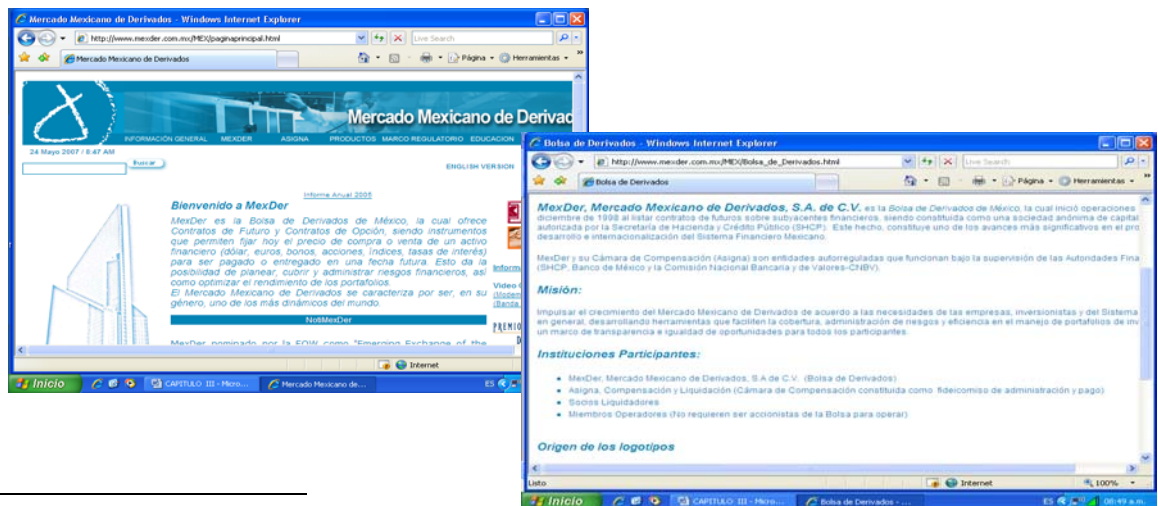 Mercado Mexicano de Derivados - Windows Internet Explorer
http://www.mexder.com.mx/MEX/paginaprincipal.html
Live Search
Mercado Mexicano de Derivados
Página
Herramientas
Mercado Mexicano de Derivad
INFORMACIÓN GENERAL MEXDER ASIGNA PRODUCTOS MARCO REGULATORIO EDUCACION
24 Mayo 2007 / 8:47 AM
Buscar
ENGLISH VERSION
Informe Anual 2005
Bienvenido a MexDer
MexDer es la Bolsa de Derivados de México, la cual ofrece
Contratos de Futuro y Contratos de Opción, siendo instrumentos
que permiten fijar hoy el precio de compra o venta de un activo
financiero (dólar, euros, bonos, acciones, índices, tasas de interés)
para ser pagado o entregado en una fecha futura. Esto da la
posibilidad de planear, cubrir y administrar riesgos financieros, así
como optimizar el rendimiento de los portafolios.
El Mercado Mexicano de Derivados se caracteriza por ser, en su
género, uno de los más dinámicos del mundo.
Inform
Video
(Modem
(Banda
PREMIO
NotiMexDer
MexDer nominado por la FOW como "Emerging Exchange of the
Internet
Inicio
CAPITULO III - Micro...
Mercado Mexicano de...
ES
Bolsa de Derivados - Windows Internet Explorer
http://www.mexder.com.mx/MEX/Bolsa_de_Derivados.html
Live Search
Bolsa de Derivados
Página
Herramientas
MexDer, Mercado Mexicano de Derivados, S.A. de C.V. es la Bolsa de Derivados de México, la cual inició operaciones
diciembre de 1998 al listar contratos de futuros sobre subyacentes financieros, siendo constituida como una sociedad anónima de capital
autorizada por la Secretaría de Hacienda y Crédito Público (SHCP). Este hecho, constituye uno de los avances más significativos en el pro
desarrollo e internacionalización del Sistema Financiero Mexicano.
MexDer y su Cámara de Compensación (Asigna) son entidades autorreguladas que funcionan bajo la supervisión de las Autoridades Fina
(SHCP, Banco de México y la Comisión Nacional Bancaria y de Valores-CNBV).
Misión:
Impulsar el crecimiento del Mercado Mexicano de Derivados de acuerdo a las necesidades de las empresas, inversionistas y del Sistema
en general, desarrollando herramientas que faciliten la cobertura, administración de riesgos y eficiencia en el manejo de portafolios de inv
un marco de transparencia e igualdad de oportunidades para todos los participantes.
Instituciones Participantes:
MexDer, Mercado Mexicano de Derivados, S.A de C.V. (Bolsa de Derivados)
Asigna, Compensación y Liquidación (Cámara de Compensación constituida como fideicomiso de administración y pago)
Socios Liquidadores
Miembros Operadores (No requieren ser accionistas de la Bolsa para operar)
Origen de los logotipos
Listo
Internet
100%
Inicio
CAPITULO III - Micro...
Bolsa de Derivados - ...
ES
08:49 a.m.